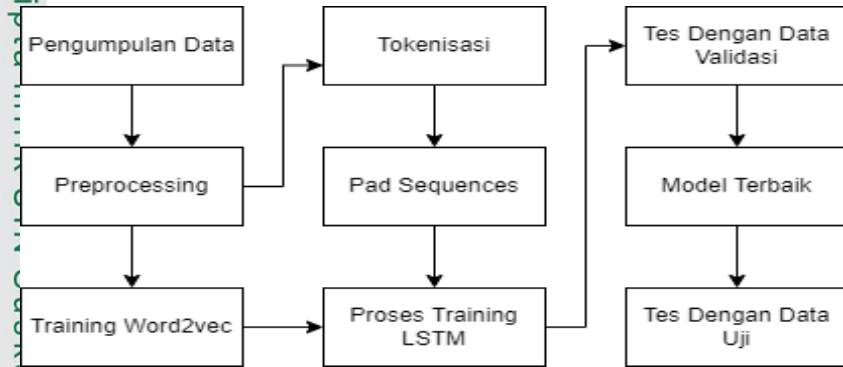 Pengumpulan Data
Preprocessing
Training Word2vec
Tokenisasi
Pad Sequences
Proses Training
LSTM
Tes Dengan Data
Validasi
Model Terbaik
Tes Dengan Data
Uji